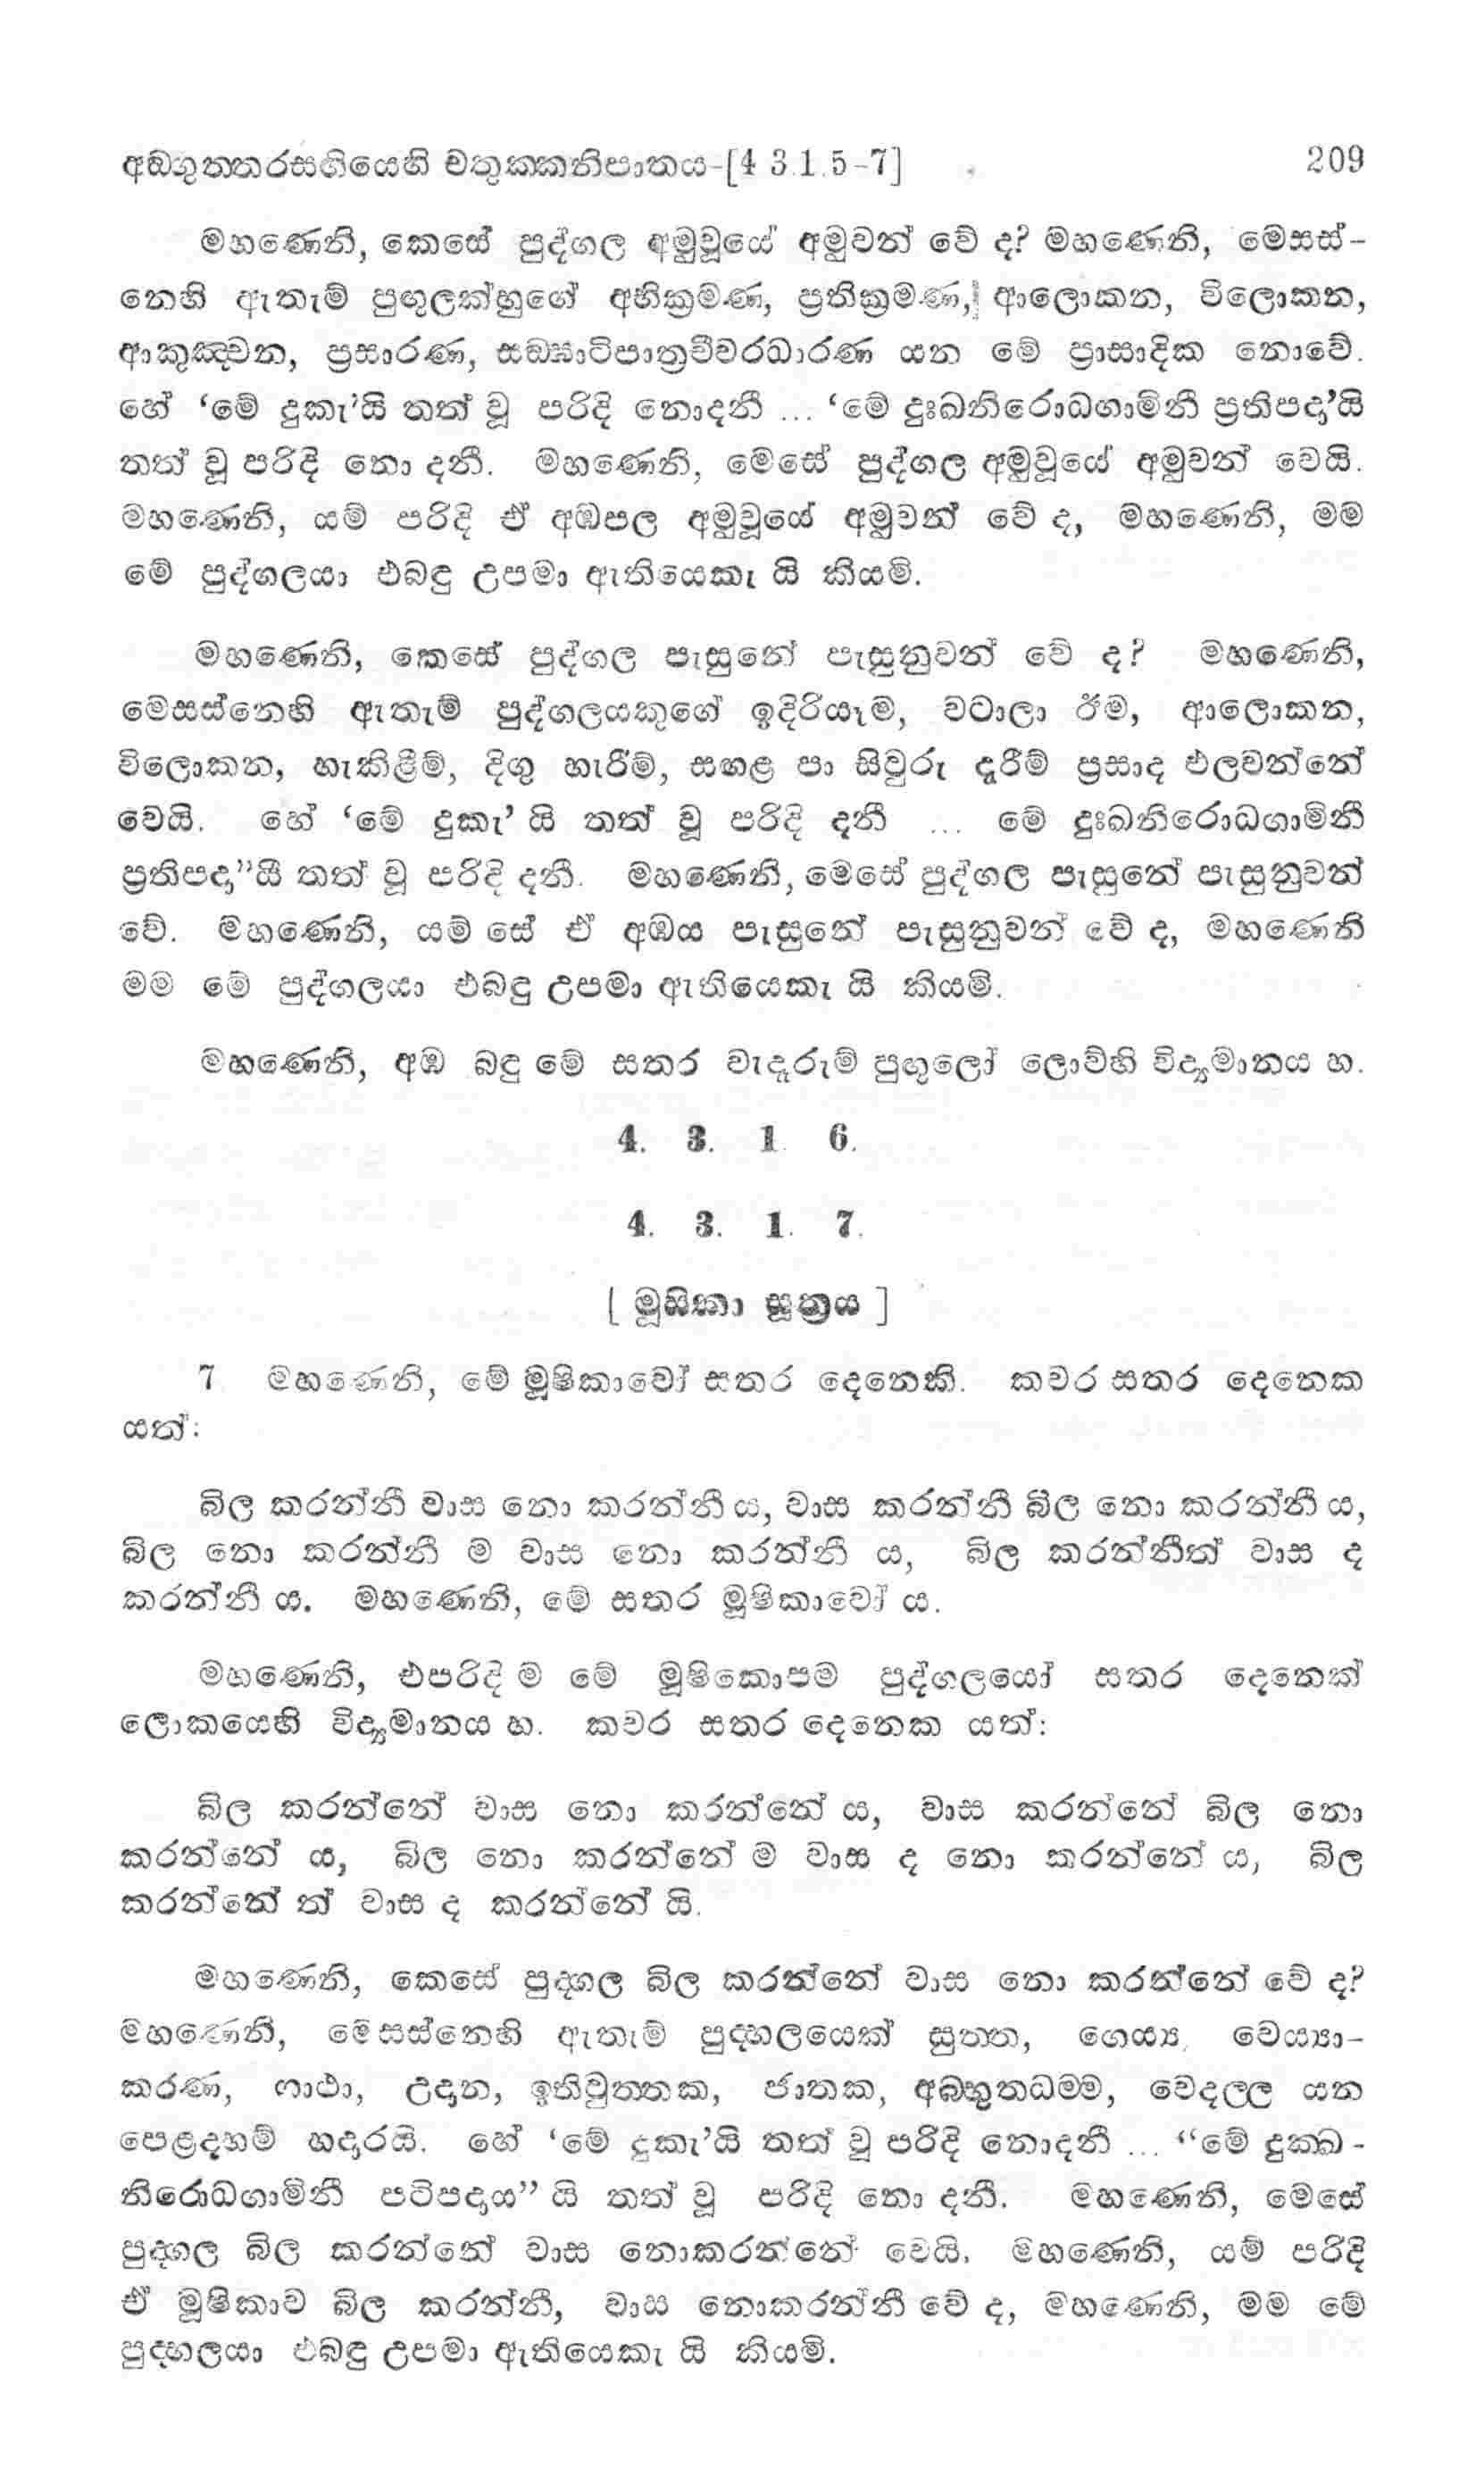 අඞගුත්තරසඟියෙහි චතුක්කනිපාතය-[4 3.1.5-7] 209
මහණෙනි, කෙසේ පුද්ගල අමුවූයේ අමුවන් වේ ද? මහණෙනි, මෙසස්-
නෙහි ඇතැම් පුඟුලක්හුගේ අභික්‍රමණ, ප්‍රතික්‍රමණ, ආලොකන, විලොකන,
ආකුඤ්චන, ප්‍රසාරණ, සඞ්ඝාටිපාත්‍රචීවරධාරණ යන මේ ප්‍රාසාදික නොවේ.
හේ ‘මේ දුකැ’යි තත් වූ පරිදි නොදනී ... ‘මේ දුඃඛනිරොධගාමිනී ප්‍රතිපදා’යි
තත් වූ පරිදි නො දනී. මහණෙනි, මෙසේ පුද්ගල අමුවූයේ අමුවන් වෙයි.
මහණෙනි, යම් පරිදි ඒ අඹපල අමුවූයේ අමුවන් වේ ද, මහණෙනි, මම
මේ පුද්ගලයා එබඳු උපමා ඇතියෙකැ යි කියමි.
මහණෙනි, කෙසේ පුද්ගල පැසුනේ පැසුනුවන් වේ ද? මහණෙනි,
මෙසස්නෙහි ඇතැම් පුද්ගලයකුගේ ඉදිරියෑම, වටාලා ඊම, ආලොකන,
විලොකන, හැකිළීම්, දිගු හැරීම්, සඟළ පා සිවුරු දැරීම් ප්‍රසාද එලවන්නේ
වෙයි. හේ ‘මේ දුකැ’ යි තත් වූ පරිදි දනී ... මේ දුඃඛනිරොධගාමිනී
ප්‍රතිපදා”යී තත් වූ පරිදි දනී. මහණෙනි, මෙසේ පුද්ගල පැසුනේ පැසුනුවන්
වේ. මහණෙනි, යම් සේ ඒ අඹය පැසුනේ පැසුනුවන් වේ ද, මහණෙනි
මම මේ පුද්ගලයා එබඳු උපමා ඇතියෙකැ යි කියමි.
මහණෙනි, අඹ බඳු මේ සතර වැදෑරුම් පුඟුලෝ ලොව්හි විද්‍යමානය හ.
4. 3. 1. 6.
4. 3. 1. 7.
[ මූසිකා සූත්‍රය ]
7 මහණෙනි, මේ මූෂිකාවෝ සතර දෙනෙකි. කවර සතර දෙනෙක
යත්:
බිල කරන්නී වාස නො කරන්නී ය, වාස කරන්නී බිල නො කරන්නී ය,
බිල නො කරන්නී ම වාස නො කරන්නී ය, බිල කරන්නීත් වාස ද
කරන්නී ය. මහණෙනි, මේ සතර මූෂිකාවෝ ය.
මහණෙනි, එපරිදි ම මේ මූෂිකොපම පුද්ගලයෝ සතර දෙනෙක්
ලොකයෙහි විද්‍යමානය හ. කවර සතර දෙනෙක යත්:
බිල කරන්නේ වාස නො කරන්නේ ය, වාස කරන්නේ බිල නො
කරන්නේ ය, බිල නො කරන්නේ ම වාස ද නො කරන්නේ ය, බිල
කරන්නේ ත් වාස ද කරන්නේ යි.
මහණෙනි, කෙසේ පුද්ගල බිල කරන්නේ වාස නො කරන්නේ වේ ද?
මහණෙනි, මෙසස්නෙහි ඇතැම් පුද්ගලයෙක් සුත්ත, ගෙය්‍ය, වෙය්‍යා-
කරණ, ගාථා, උදාන, ඉතිවුත්තක, ජාතක, අබ්භූතධම්ම, වෙදල්ල යන
පෙළදහම් හදාරයි. හේ ‘මේ දුකැ’යි තත් වූ පරිදි නොදනී ... “මේ දුක්ඛ-
නිරොධගාමිනී පටිපදාය” යි තත් වූ පරිදි නො දනී. මහණෙනි, මෙසේ
පුද්ගල බිල කරන්නේ වාස නොකරන්නේ වෙයි. මහණෙනි, යම් පරිදි
ඒ මූෂිකාව බිල කරන්නී, වාස නොකරන්නී වේ ද, මහණෙනි, මම මේ
පුද්ගලයා එබඳු උපමා ඇතියෙකැ යි කියමි.